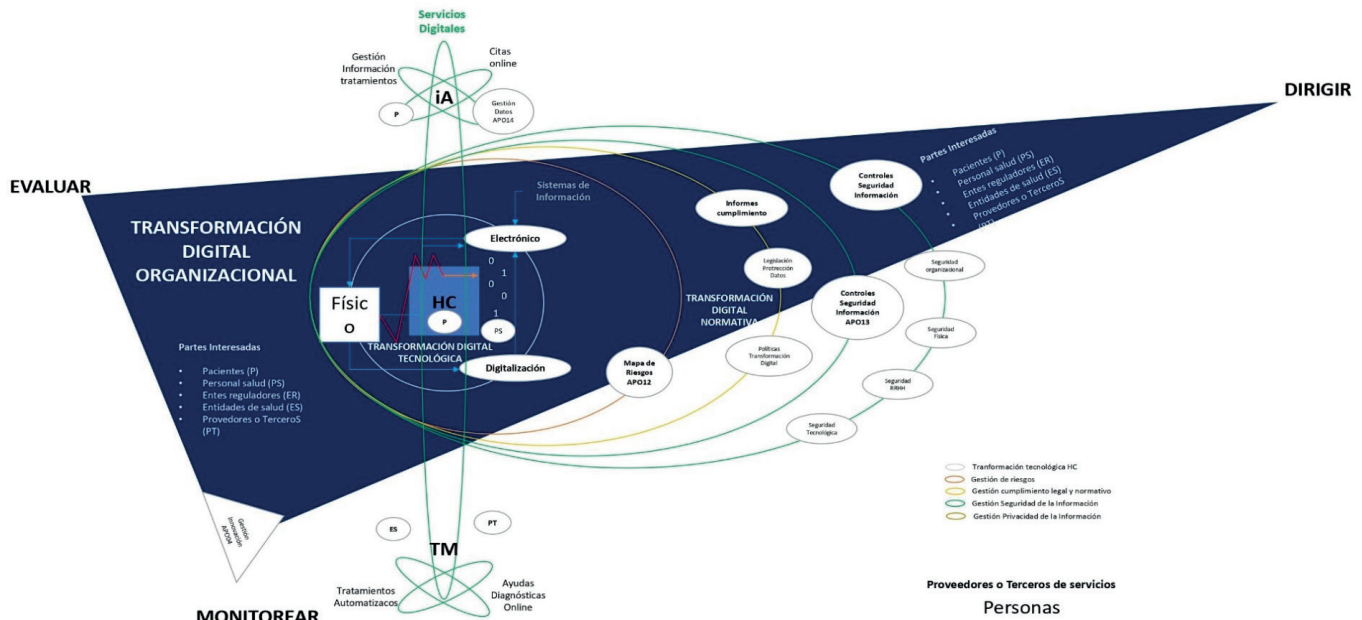 Servicios
Digitales
Gestión
Información
tratamientos
Citas
online
iA
P
Gestión
Datos
APO14
DIRIGIR
EVALUAR
TRANSFORMACIÓN
DIGITAL
ORGANIZACIONAL
Sistemas de
Información
Electrónico
Físic
o
HC
P
0
1
0
0
1
PS
TRANSFORMACIÓN DIGITAL
TECNOLÓGICA
Digitalización
Informes
cumplimiento
Legislación
Protrección
Datos
TRANSFORMACIÓN
DIGITAL
NORMATIVA
Políticas
Transformación
Digital
Mapa de
Riesgos
APO12
Controles
Seguridad
Información
Controles
Seguridad
Información
APO13
Partes Interesadas
• Pacientes (P)
• Personal salud (PS)
• Entes reguladores (ER)
• Entidades de salud (ES)
• Provedores o TerceroS
(PT)
Seguridad
organizacional
Seguridad
Física
Seguridad
RRHH
Seguridad
Tecnológica
Partes Interesadas
• Pacientes (P)
• Personal salud (PS)
• Entes reguladores (ER)
• Entidades de salud (ES)
• Provedores o TerceroS
(PT)
Gestión
Innovación
APO04
MONITOREAR
ES
PT
TM
Tratamientos
Automatizacos
Ayudas
Diagnósticas
Online
Tranformación tecnológica HC
Gestión de riesgos
Gestión cumplimiento legal y normativo
Gestión Seguridad de la Información
Gestión Privacidad de la Información
Proveedores o Terceros de servicios
Personas